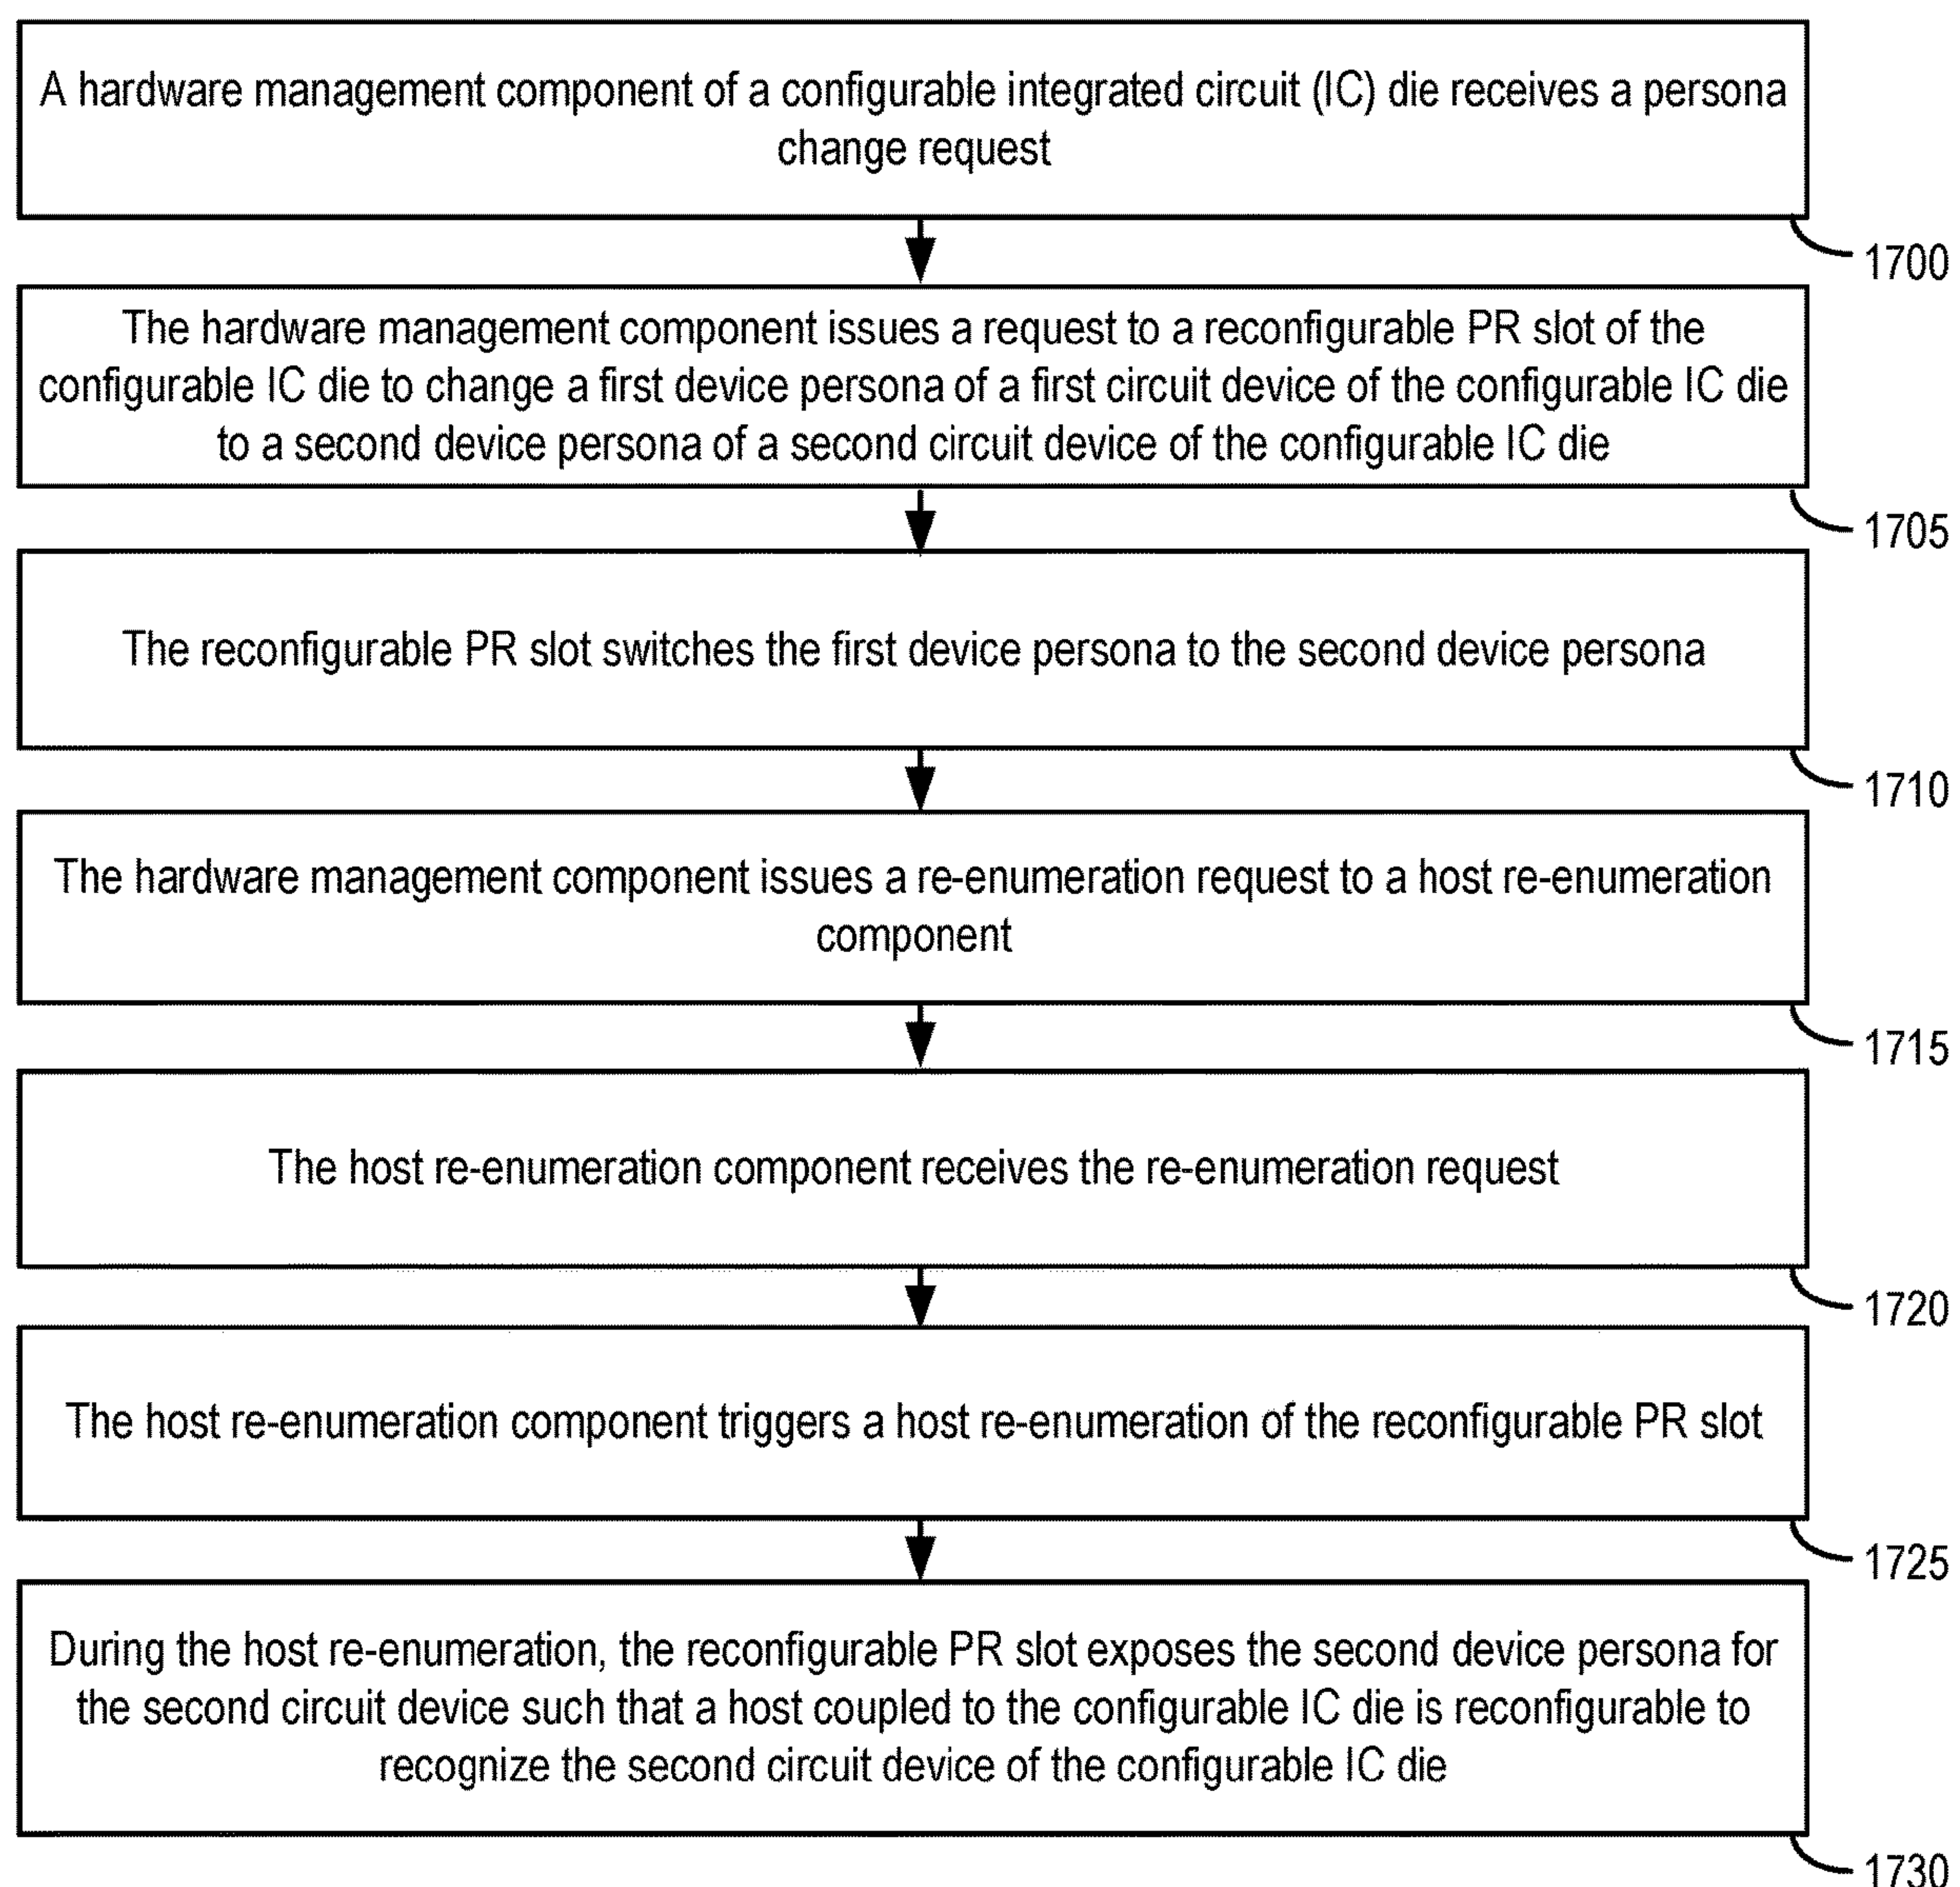 A hardware management component of a configurable integrated circuit (IC) die receives a persona
change request
1700
The hardware management component issues a request to a reconfigurable PR slot of the
configurable IC die to change a first device persona of a first circuit device of the configurable IC die
to a second device persona of a second circuit device of the configurable IC die
1705
The reconfigurable PR slot switches the first device persona to the second device persona
1710
The hardware management component issues a re-enumeration request to a host re-enumeration
component
1715
The host re-enumeration component receives the re-enumeration request
1720
The host re-enumeration component triggers a host re-enumeration of the reconfigurable PR slot
1725
During the host re-enumeration, the reconfigurable PR slot exposes the second device persona for
the second circuit device such that a host coupled to the configurable IC die is reconfigurable to
recognize the second circuit device of the configurable IC die
1730